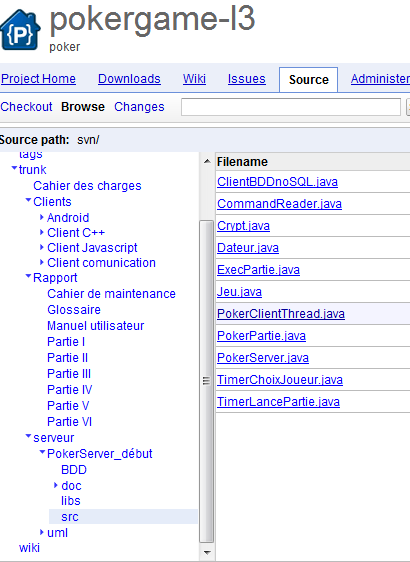 {P}
pokergame-l3
poker
Project Home Downloads Wiki Issues Source Administer
Checkout Browse Changes
Source path: svn/
tags
trunk
Cahier des charges
Clients
Android
Client C++
Client Javascript
Client comunication
Rapport
Cahier de maintenance
Glossaire
Manuel utilisateur
Partie I
Partie II
Partie III
Partie IV
Partie V
Partie VI
serveur
PokerServer_début
BDD
doc
libs
src
uml
wiki
Filename
ClientBDDnoSQL.java
CommandReader.java
Crypt.java
Dateur.java
ExecPartie.java
Jeu.java
PokerClientThread.java
PokerPartie.java
PokerServer.java
TimerChoixJoueur.java
TimerLancePartie.java